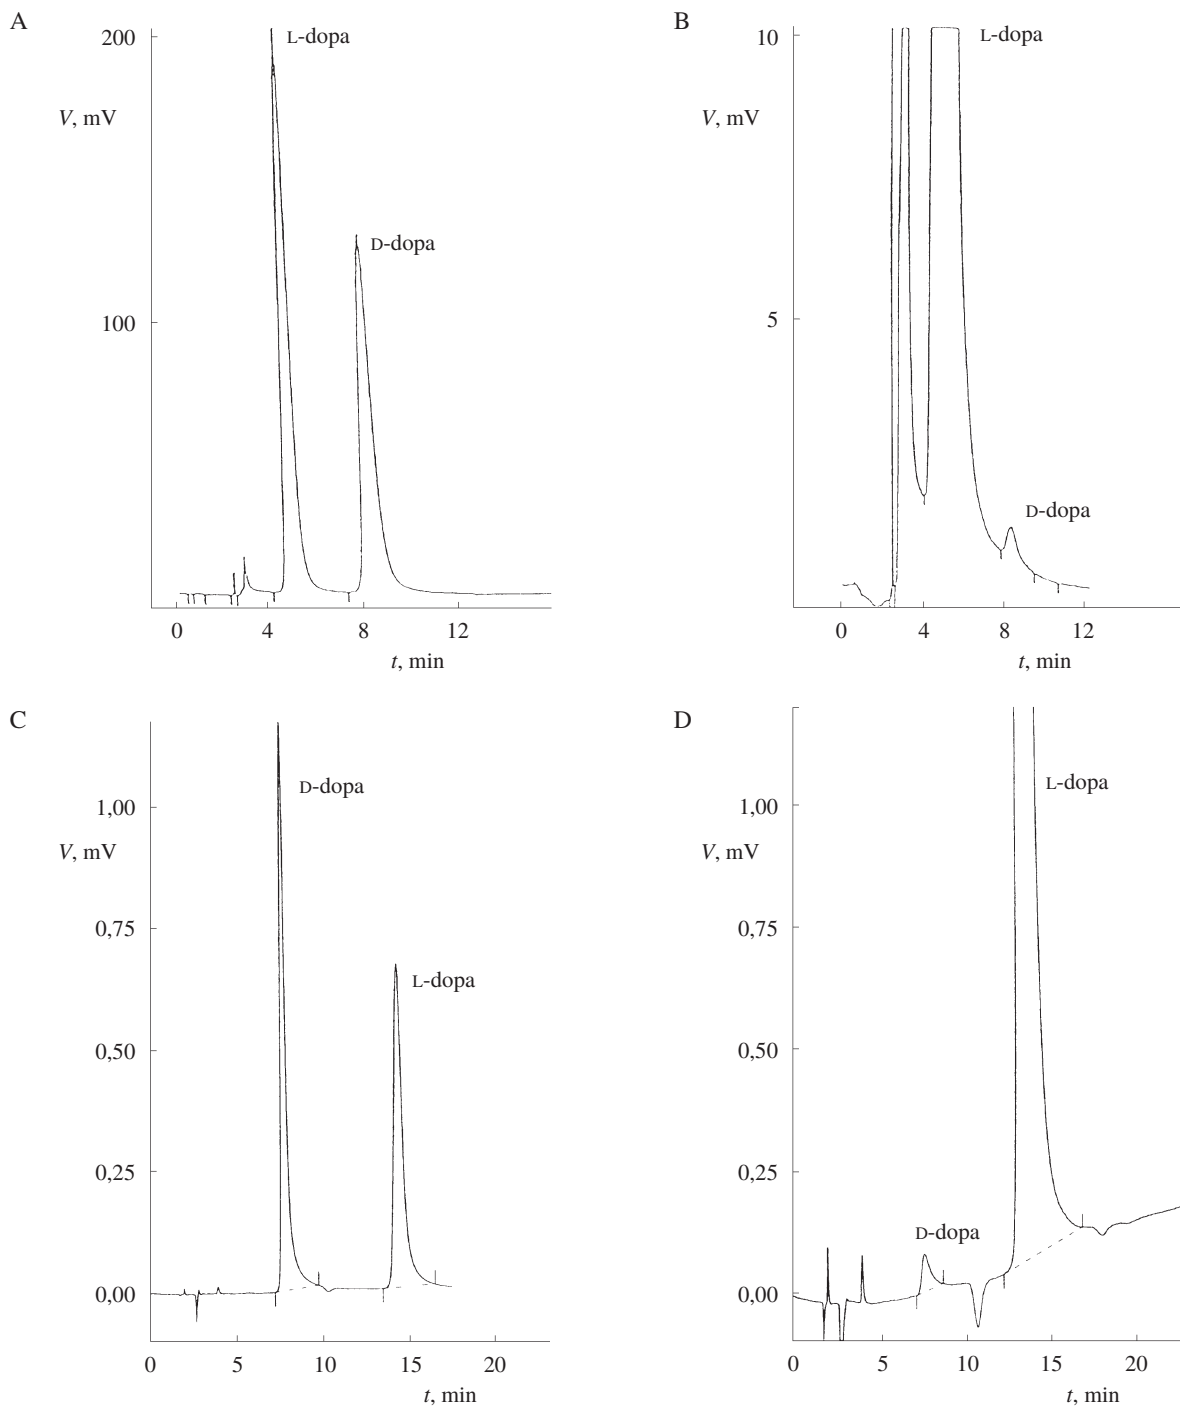 A
200
V, mV
100
L-dopa
D-dopa
0 4 8 12
t, min
B
10
V, mV
5
L-dopa
D-dopa
0 4 8 12
t, min
C
1,00
V, mV
0,75
0,50
0,25
0,00
D-dopa
L-dopa
0 5 10 15 20
t, min
D
1,00
V, mV
0,75
0,50
0,25
0,00
L-dopa
D-dopa
0 5 10 15 20
t, min